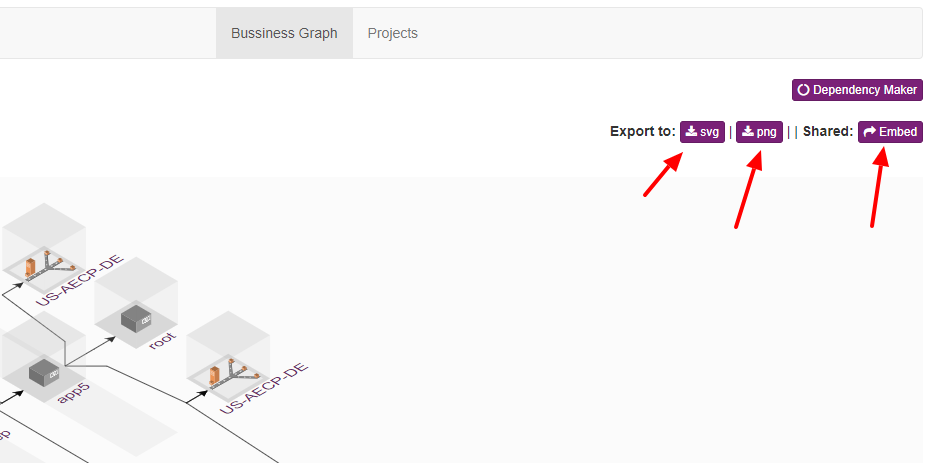 Bussiness Graph Projects
Dependency Maker
Export to: svg | png | | Shared: Embed
US-AECP-DE
root
app5
US-AECP-DE